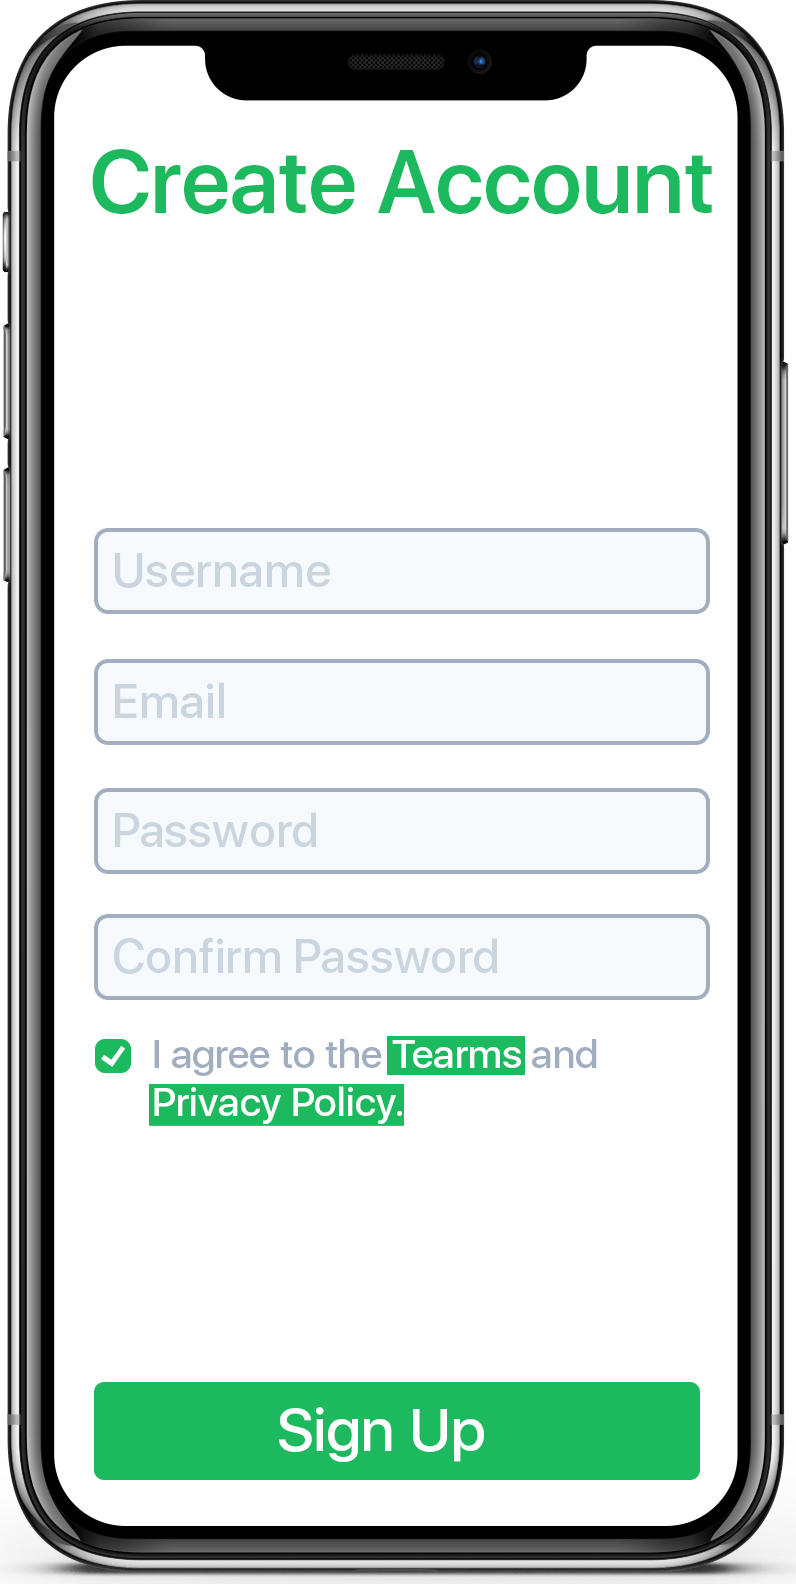 Create Account
Username
Email
Password
Confirm Password
I agree to the Tearms and
Privacy Policy.
Sign Up